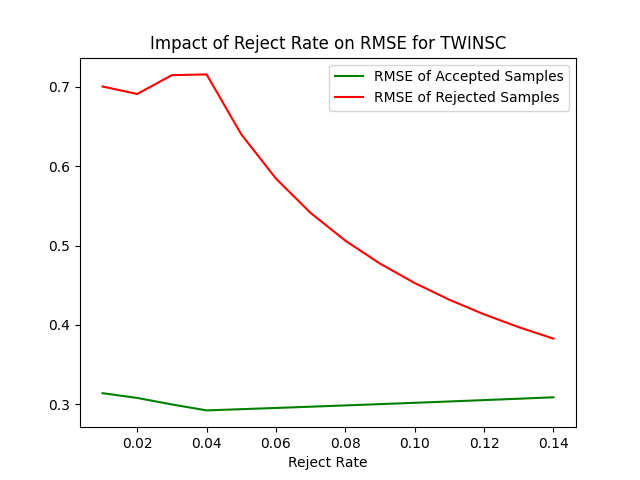 Impact of Reject Rate on RMSE for TWINSC
RMSE of Accepted Samples
RMSE of Rejected Samples
0.7
0.6
0.5
0.4
0.3
0.02 0.04 0.06 0.08 0.10 0.12 0.14
Reject Rate